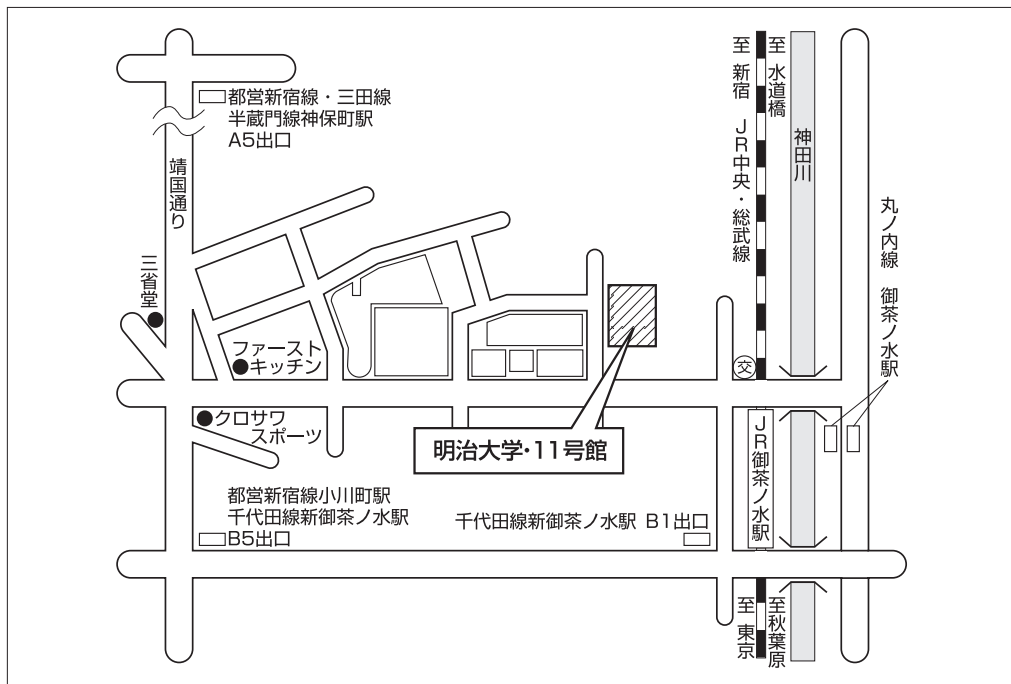 都営新宿線・三田線
半蔵門線神保町駅
A5出口
靖国通り
三省堂
ファースト
キッチン
クロサワ
スポーツ
明治大学・11号館
都営新宿線小川町駅
千代田線新御茶ノ水駅
B5出口
千代田線新御茶ノ水駅 B1出口
至 新宿
至 水道橋
JR中央・総武線
神田川
丸ノ内線 御茶ノ水駅
交
JR御茶ノ水駅
至 東京
至秋葉原